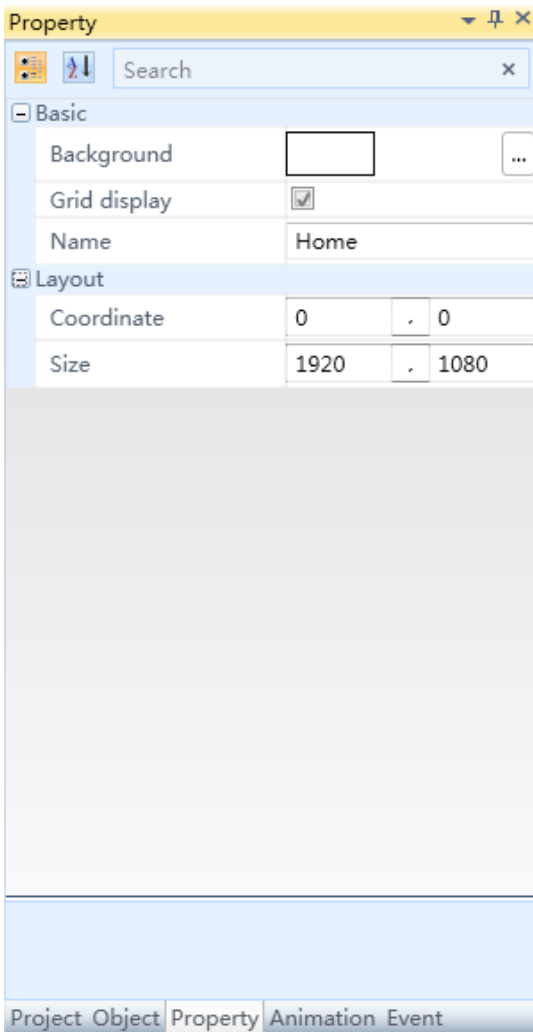 Property
Search
Basic
Background ...
Grid display
Name Home
Layout
Coordinate 0 , 0
Size 1920 , 1080
Project Object Property Animation Event